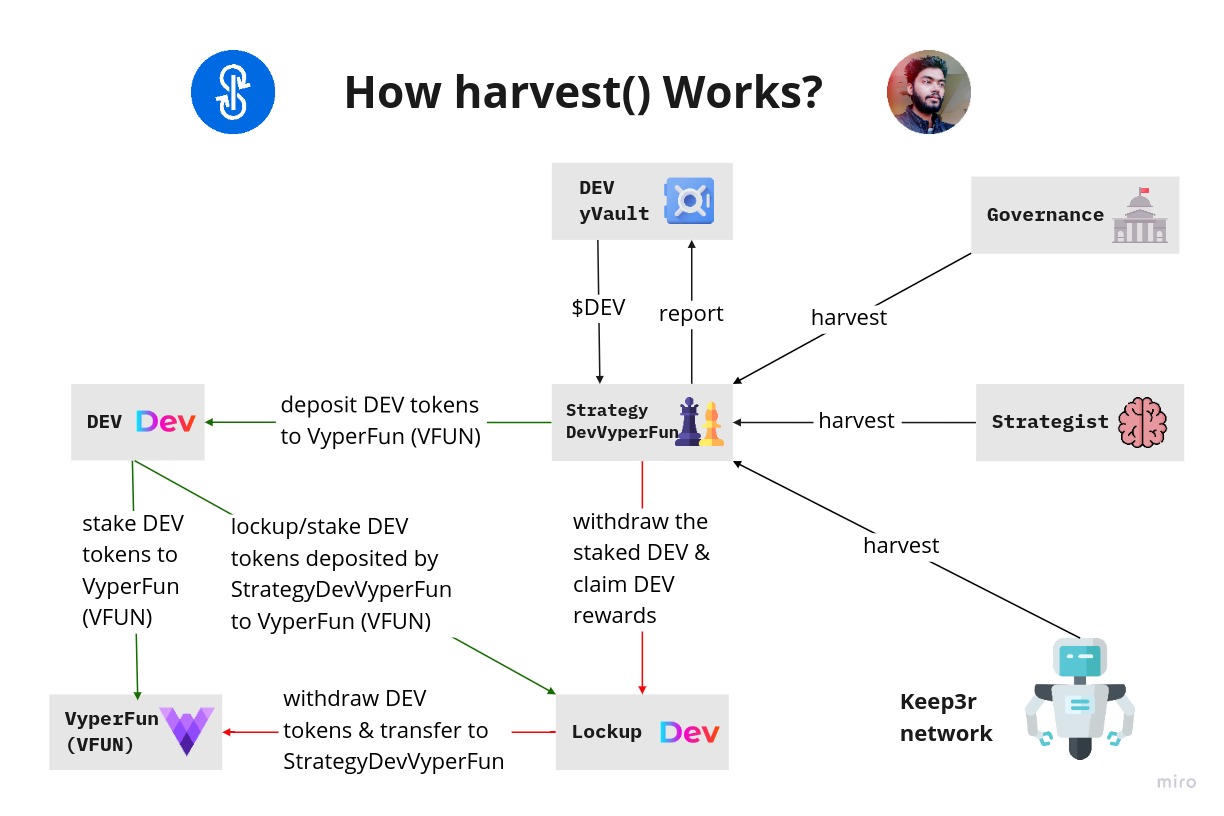 How harvest() Works?
DEV
yVault
Governance
$DEV
report
harvest
DEV
Dev
deposit DEV tokens
to VyperFun (VFUN)
Strategy
DevVyperFun
harvest
Strategist
stake DEV
tokens to
VyperFun
(VFUN)
lockup/stake DEV
tokens deposited by
StrategyDevVyperFun
to VyperFun (VFUN)
withdraw the
staked DEV &
claim DEV
rewards
harvest
VyperFun
(VFUN)
withdraw DEV
tokens & transfer to
StrategyDevVyperFun
Lockup
Dev
Keep3r
network
miro